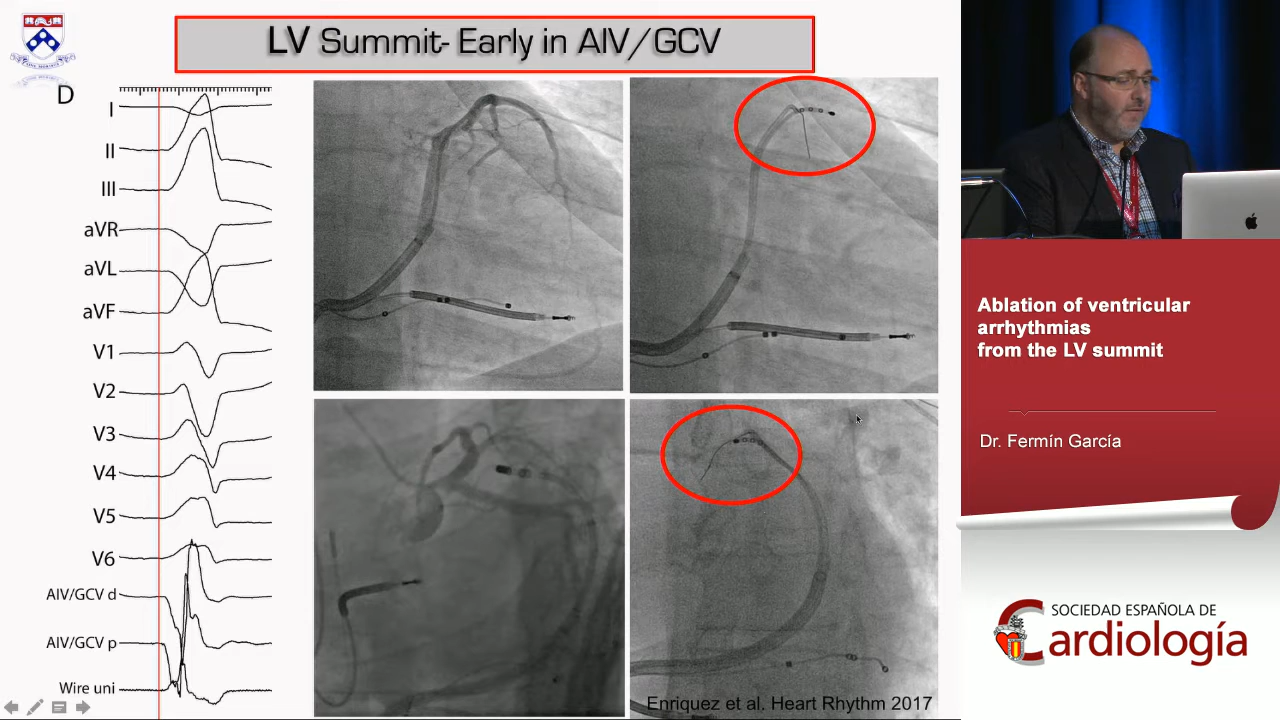 LV Summit- Early in AIV/GCV
D
I
II
III
aVR
aVL
aVF
V1
V2
V3
V4
V5
V6
AIV/GCV d
AIV/GCV p
Wire uni
Enriquez et al. Heart Rhythm 2017
Ablation of ventricular
arrhythmias
from the LV summit
Dr. Fermín García
SOCIEDAD ESPAÑOLA DE
Cardiología